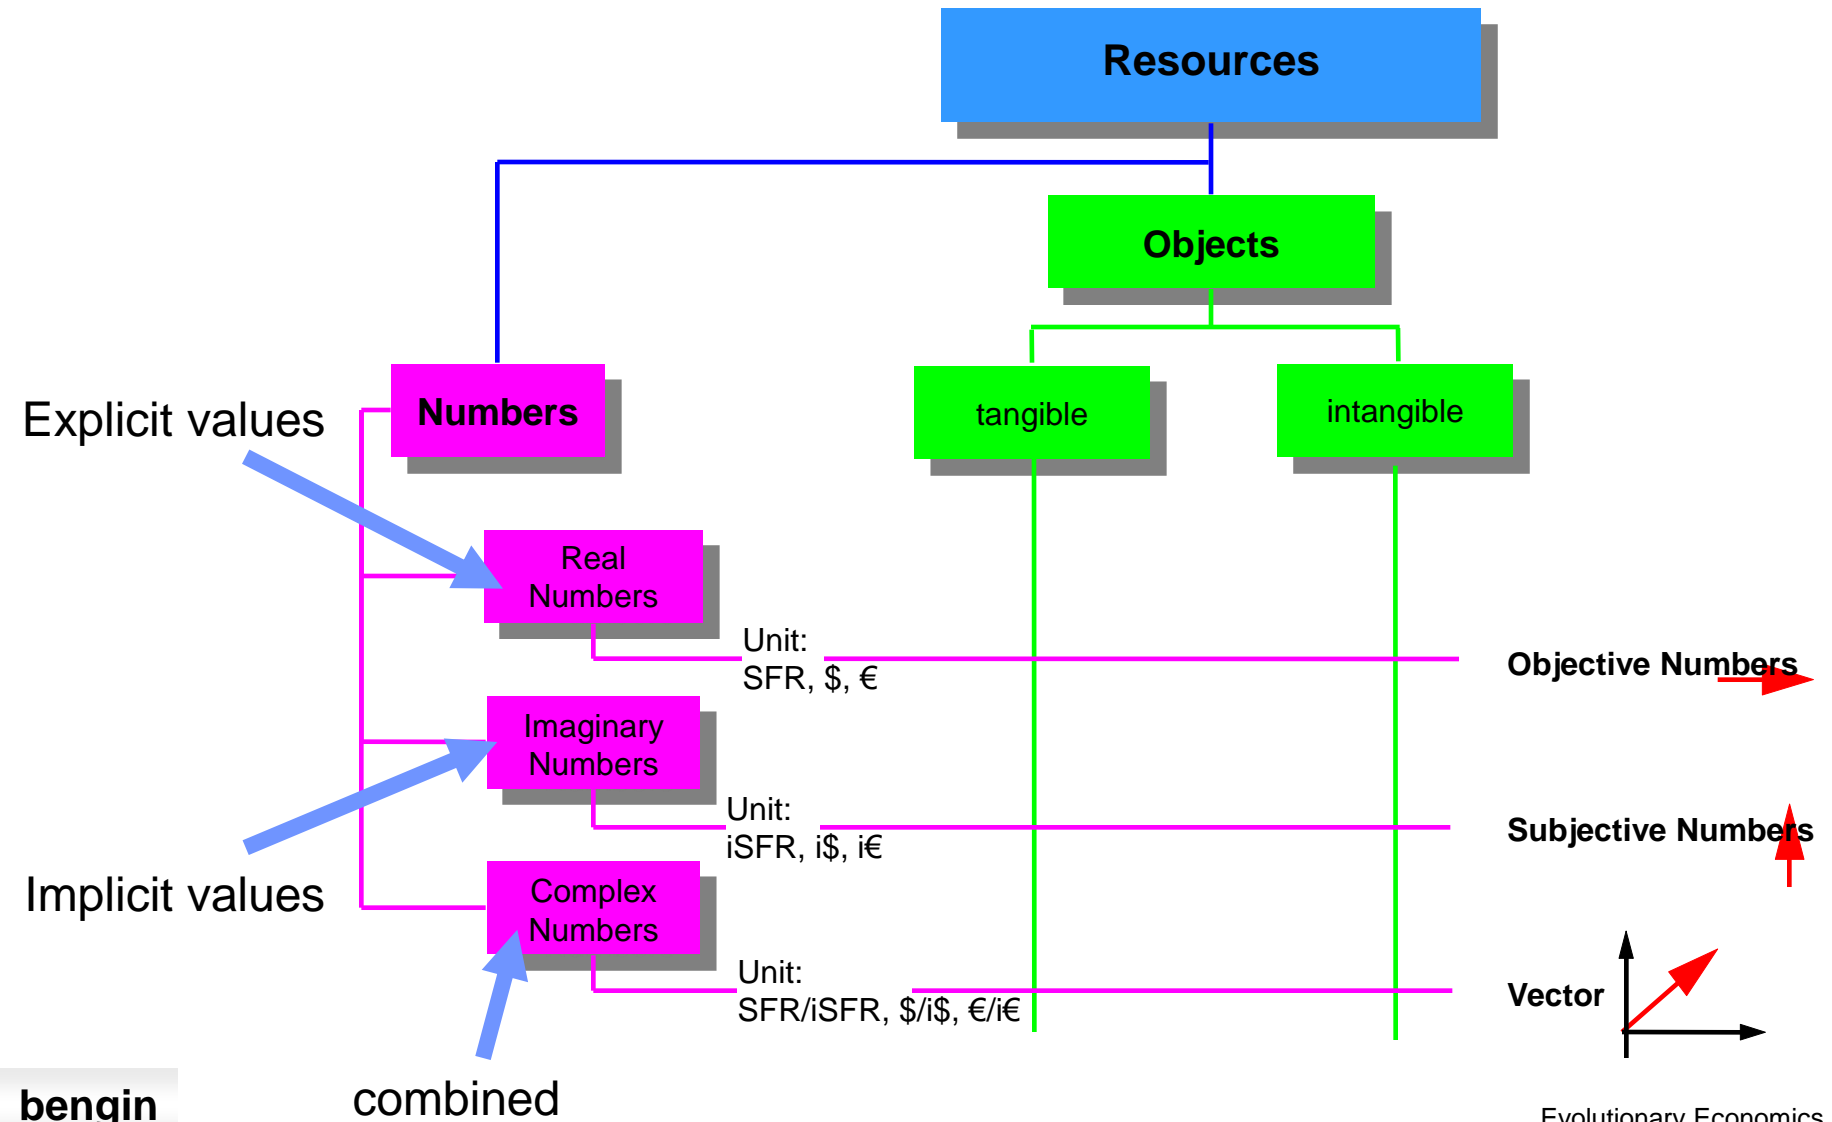 Resources
Objects
Explicit values
Numbers
tangible
intangible
Real
Numbers
Unit:
SFR, $, €
Objective Numbers
Imaginary
Numbers
Unit:
iSFR, i$, i€
Subjective Numbers
Implicit values
Complex
Numbers
Unit:
SFR/iSFR, $/i$, €/i€
Vector
combined
bengin
Evolutionary Economics